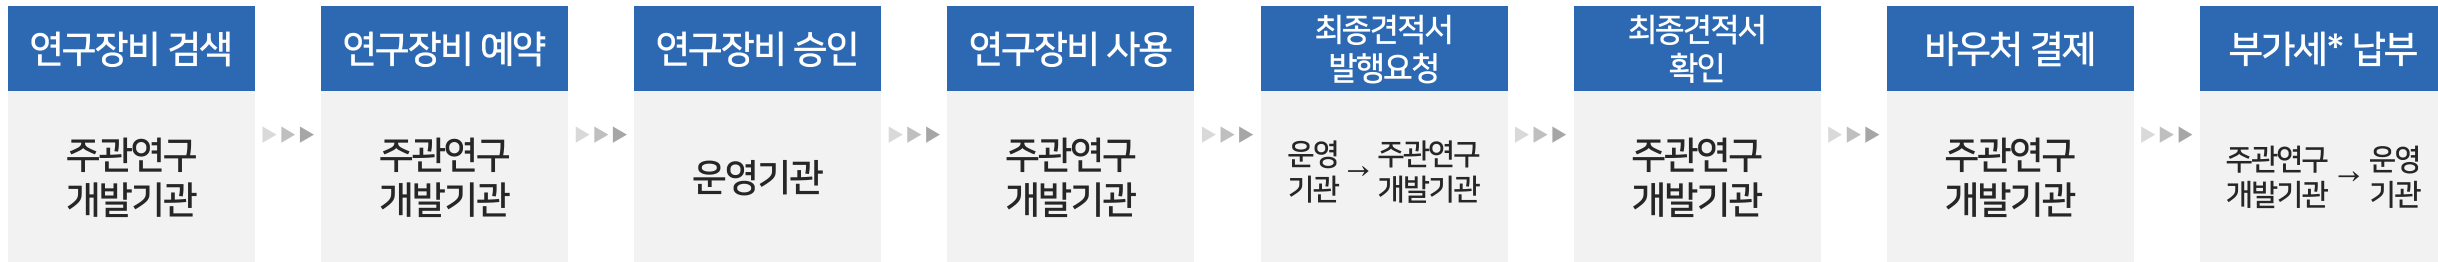 연구장비 검색
주관연구
개발기관
연구장비 예약
주관연구
개발기관
연구장비 승인
운영기관
연구장비 사용
주관연구
개발기관
최종견적서
발행요청
운영
기관
→
주관연구
개발기관
최종견적서
확인
주관연구
개발기관
바우처 결제
주관연구
개발기관
부가세* 납부
주관연구
개발기관
→
운영
기관